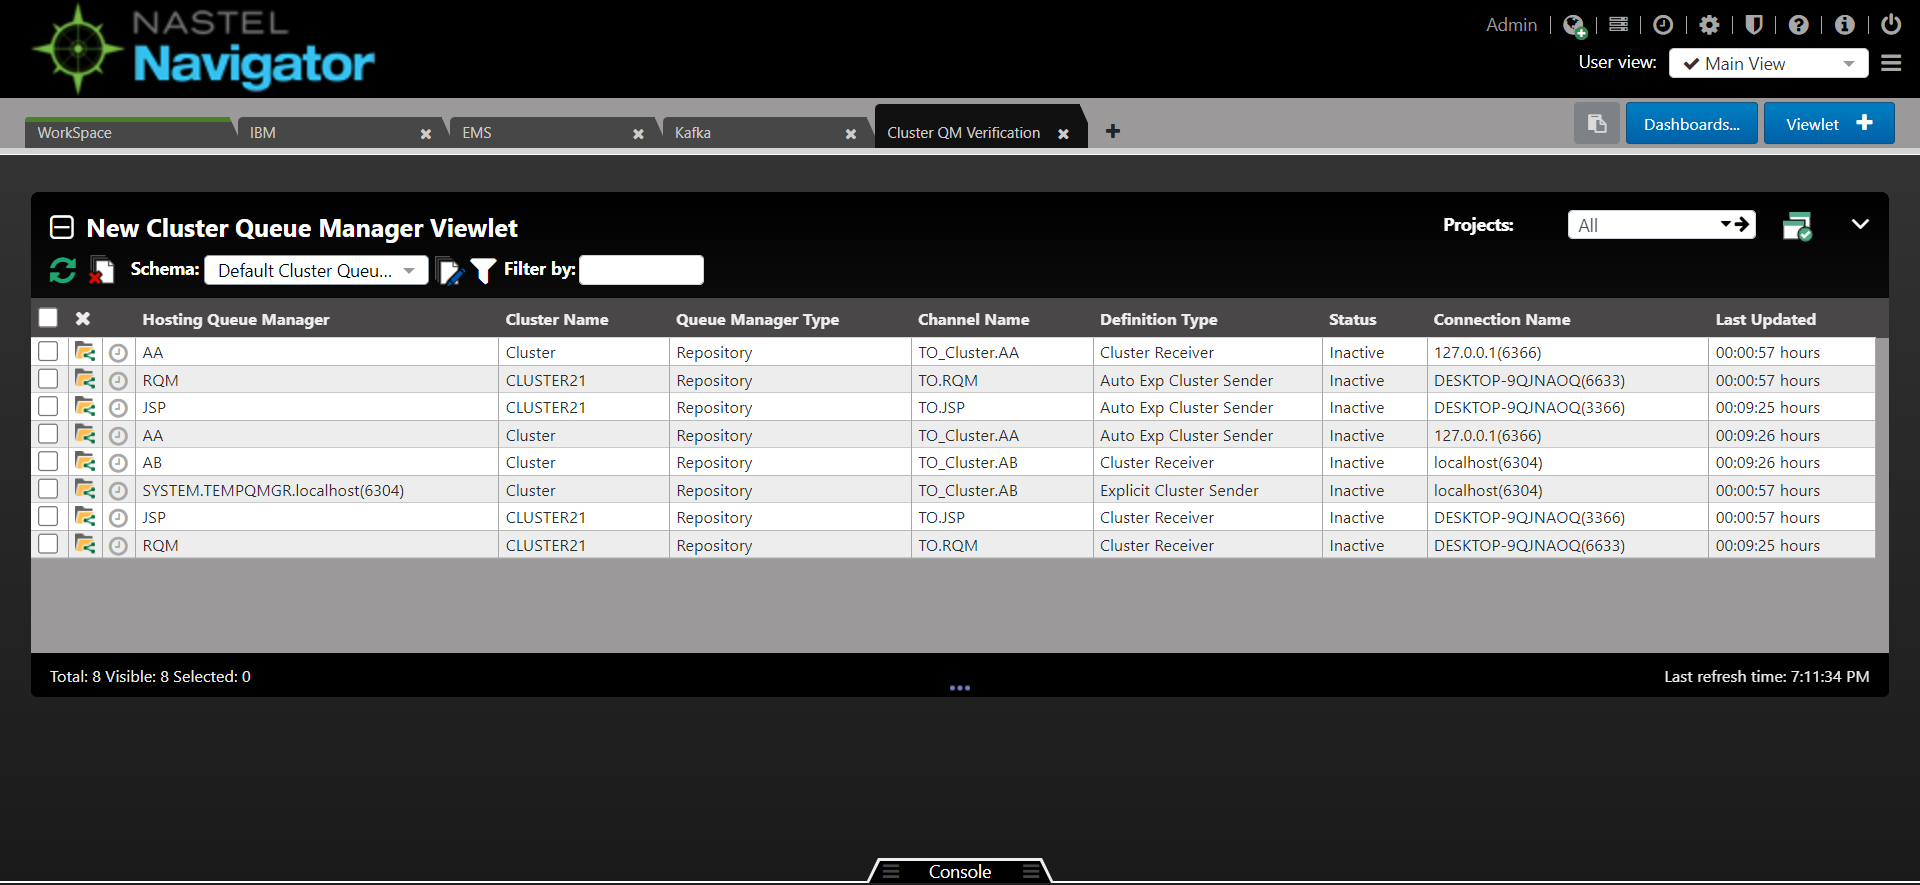 NASTEL
Navigator
Admin
User view: Main View
WorkSpace IBM EMS Kafka Cluster QM Verification
Dashboards... Viewlet
New Cluster Queue Manager Viewlet
Projects: All
Schema: Default Cluster Queu... Filter by:
Hosting Queue Manager Cluster Name Queue Manager Type Channel Name Definition Type Status Connection Name Last Updated
AA Cluster Repository TO_Cluster.AA Cluster Receiver Inactive 127.0.0.1(6366) 00:00:57 hours
RQM CLUSTER21 Repository TO.RQM Auto Exp Cluster Sender Inactive DESKTOP-9QJNAOQ(6633) 00:00:57 hours
JSP CLUSTER21 Repository TO.JSP Auto Exp Cluster Sender Inactive DESKTOP-9QJNAOQ(3366) 00:09:25 hours
AA Cluster Repository TO_Cluster.AA Auto Exp Cluster Sender Inactive 127.0.0.1(6366) 00:09:26 hours
AB Cluster Repository TO_Cluster.AB Cluster Receiver Inactive localhost(6304) 00:09:26 hours
SYSTEM.TEMPQMGR.localhost(6304) Cluster Repository TO_Cluster.AB Explicit Cluster Sender Inactive localhost(6304) 00:00:57 hours
JSP CLUSTER21 Repository TO.JSP Cluster Receiver Inactive DESKTOP-9QJNAOQ(3366) 00:00:57 hours
RQM CLUSTER21 Repository TO.RQM Cluster Receiver Inactive DESKTOP-9QJNAOQ(6633) 00:09:25 hours
Total: 8 Visible: 8 Selected: 0
Last refresh time: 7:11:34 PM
Console